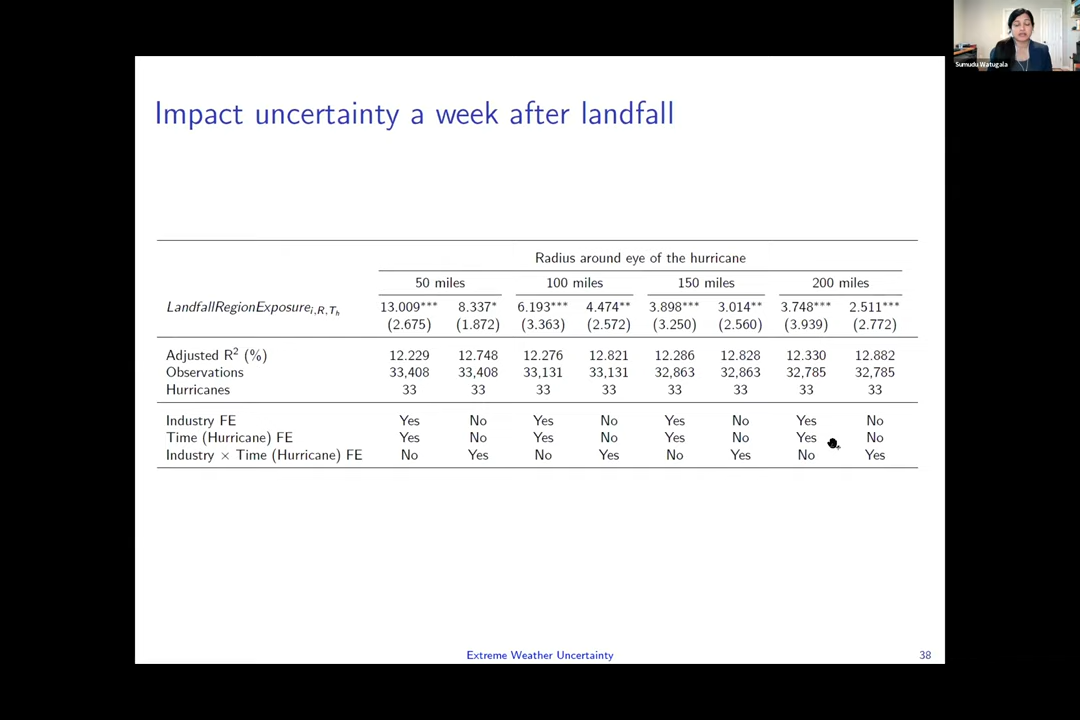 Sumudu Watugala
Impact uncertainty a week after landfall
Radius around eye of the hurricane
50 miles 100 miles 150 miles 200 miles
LandfallRegionExposure i,R,Th 13.009*** 8.337* 6.193*** 4.474** 3.898*** 3.014** 3.748*** 2.511***
(2.675) (1.872) (3.363) (2.572) (3.250) (2.560) (3.939) (2.772)
Adjusted R2 (%) 12.229 12.748 12.276 12.821 12.286 12.828 12.330 12.882
Observations 33,408 33,408 33,131 33,131 32,863 32,863 32,785 32,785
Hurricanes 33 33 33 33 33 33 33 33
Industry FE Yes No Yes No Yes No Yes No
Time (Hurricane) FE Yes No Yes No Yes No Yes No
Industry × Time (Hurricane) FE No Yes No Yes No Yes No Yes
Extreme Weather Uncertainty 38